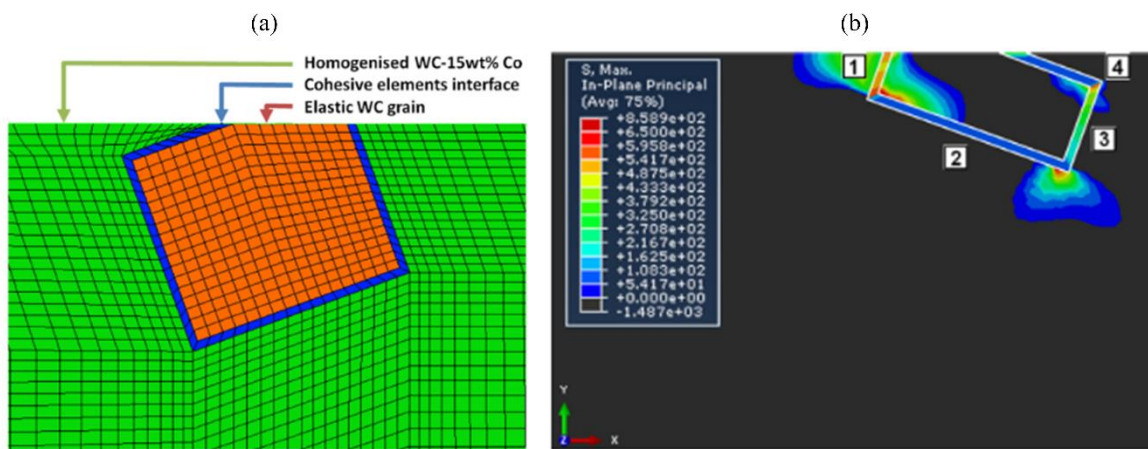 (a)
(b)
Homogenised WC-15wt% Co
Cohesive elements interface
Elastic WC grain
S, Max.
In-Plane Principal
(Avg: 75%)
+8.589e+02
+6.500e+02
+5.958e+02
+5.417e+02
+4.875e+02
+4.333e+02
+3.792e+02
+3.250e+02
+2.708e+02
+2.167e+02
+1.625e+02
+1.083e+02
+5.417e+01
+0.000e+00
-1.487e+03
1
4
3
2
Y
Z
X